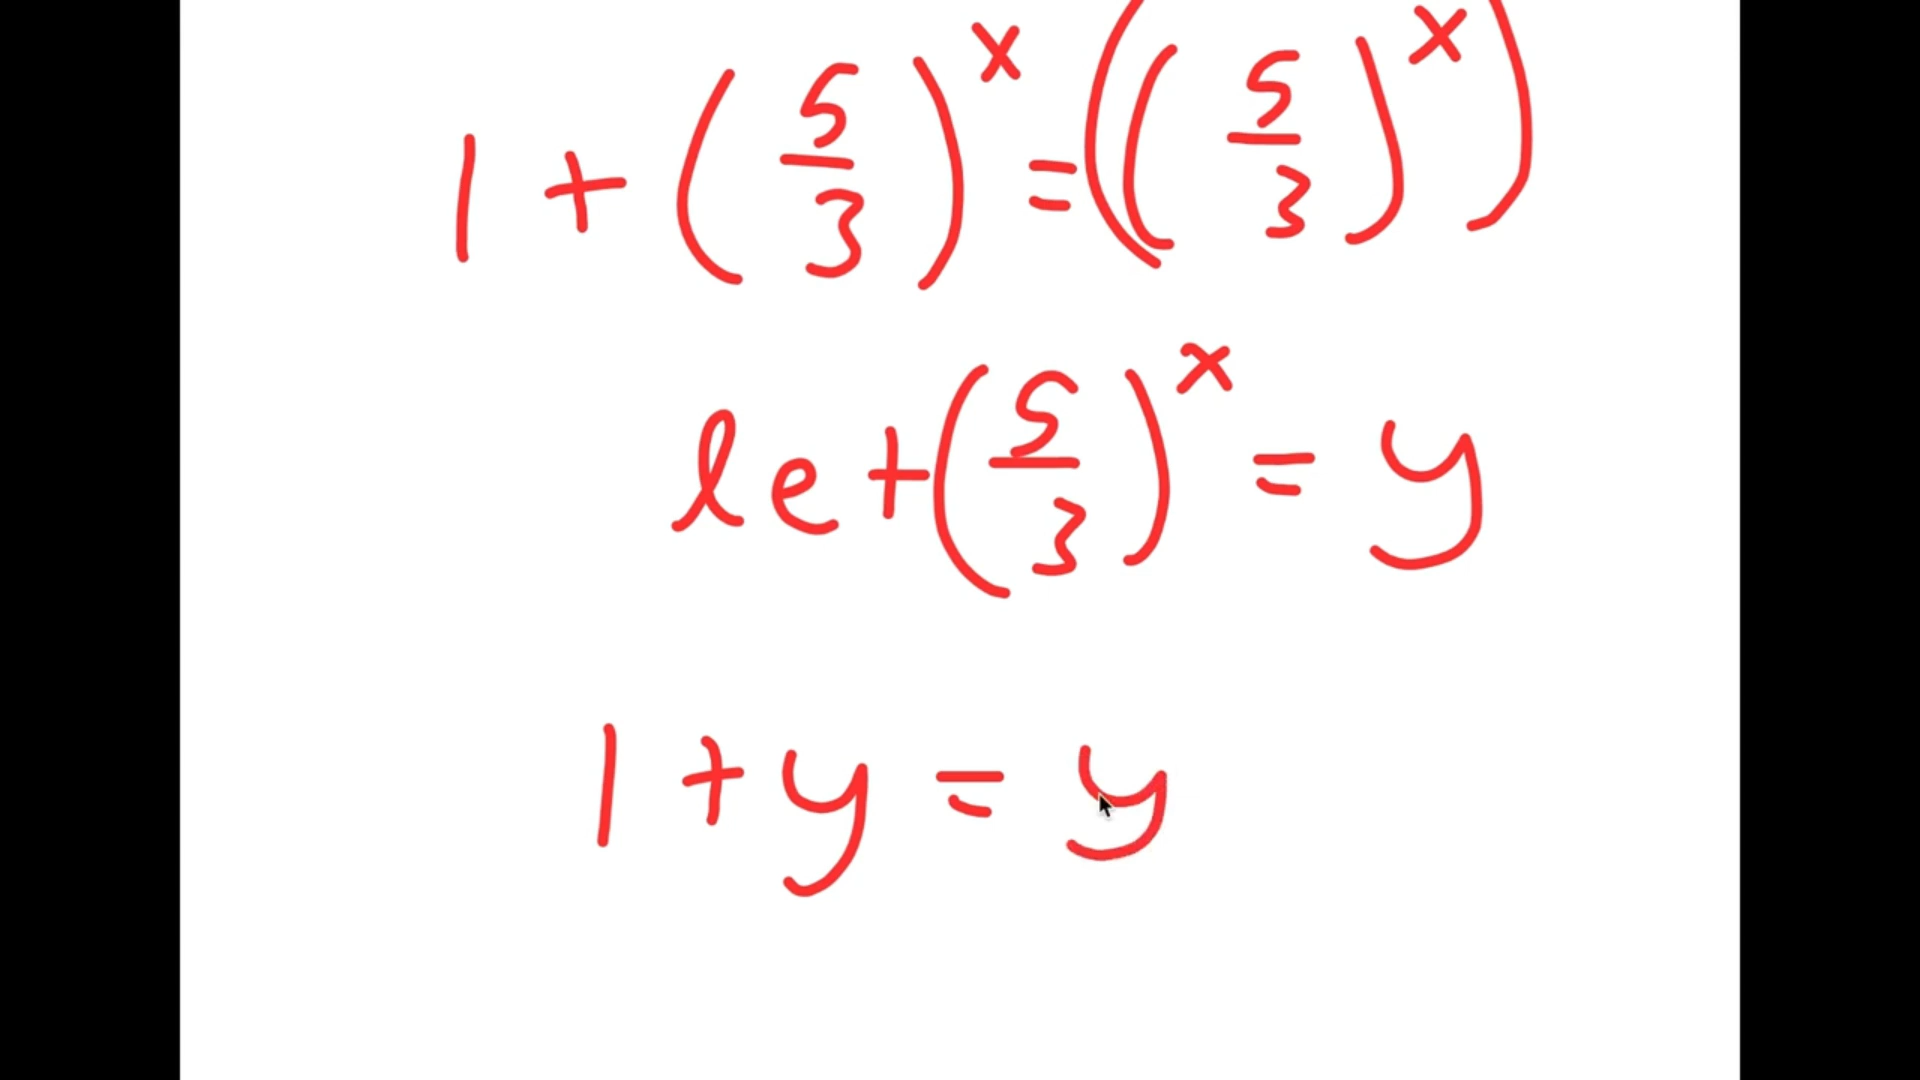 1 + (5/3)^x = ((5/3)^x)
let (5/3)^x = y
1 + y = y